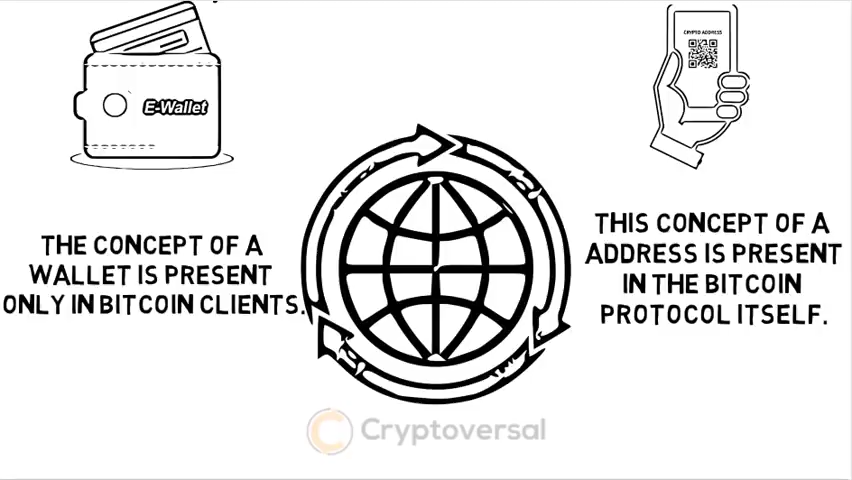 E-Wallet
CRYPTO ADDRESS
THE CONCEPT OF A
WALLET IS PRESENT
ONLY IN BITCOIN CLIENTS.
THIS CONCEPT OF A
ADDRESS IS PRESENT
IN THE BITCOIN
PROTOCOL ITSELF.
Cryptoversal